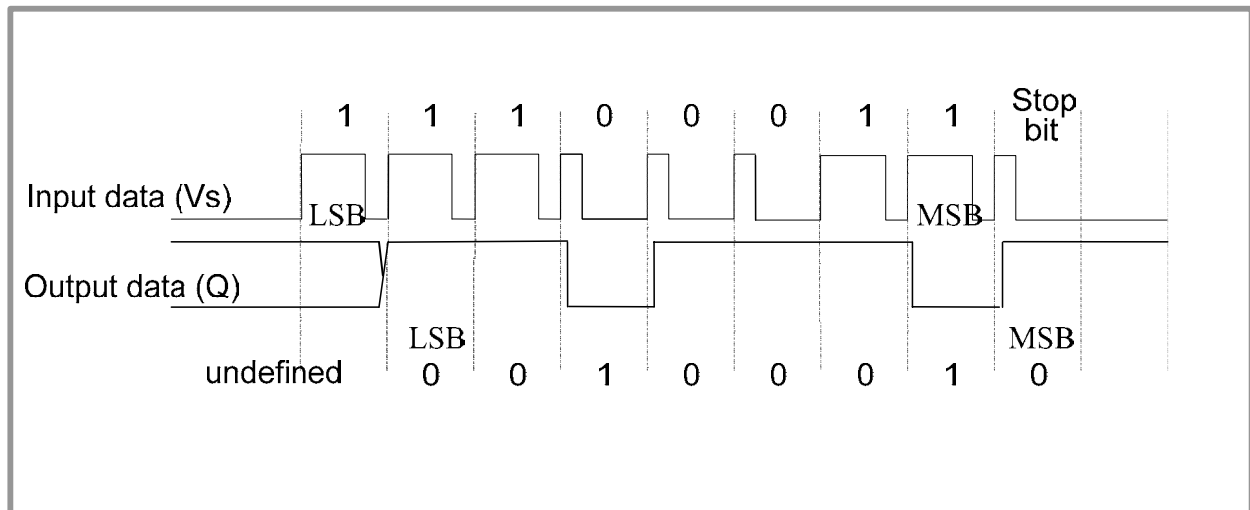 1 1 1 0 0 0 1 1 Stop bit
Input data (Vs)
LSB MSB
Output data (Q)
LSB MSB
undefined 0 0 1 0 0 0 1 0